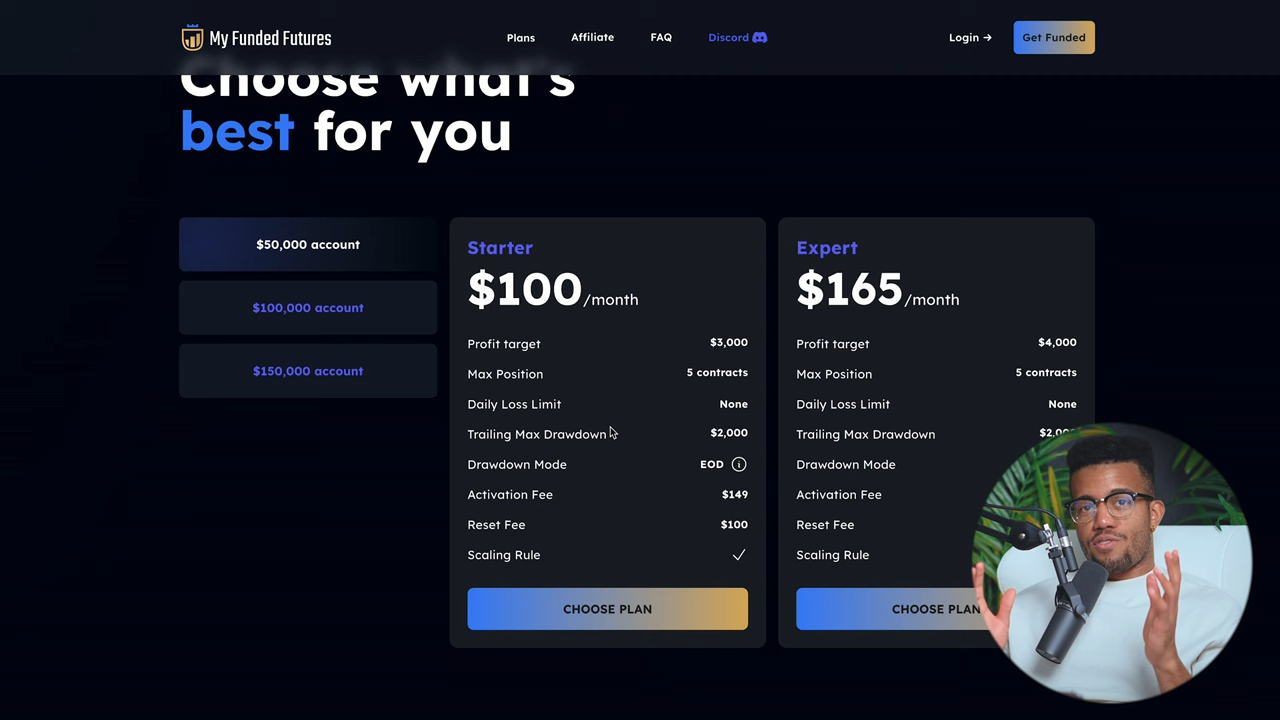 My Funded Futures
Plans
Affiliate
FAQ
Discord
Login →
Get Funded
Choose what's
best for you
$50,000 account
$100,000 account
$150,000 account
Starter
$100/month
Profit target $3,000
Max Position 5 contracts
Daily Loss Limit None
Trailing Max Drawdown $2,000
Drawdown Mode EOD
Activation Fee $149
Reset Fee $100
Scaling Rule ✓
CHOOSE PLAN
Expert
$165/month
Profit target $4,000
Max Position 5 contracts
Daily Loss Limit None
Trailing Max Drawdown
Drawdown Mode
Activation Fee
Reset Fee
Scaling Rule
CHOOSE PLAN